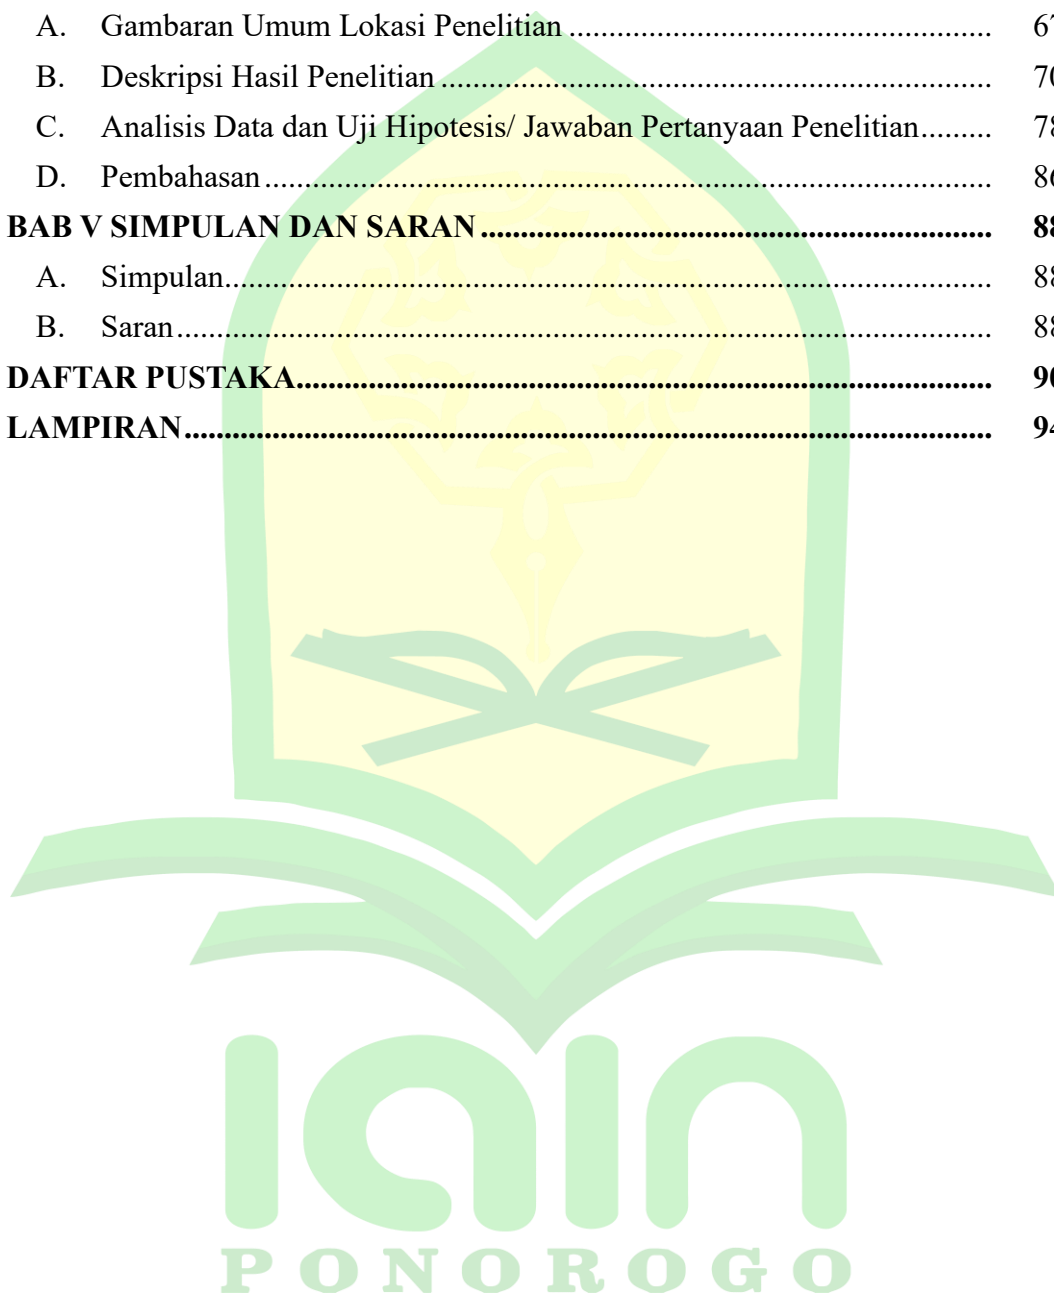 A. Gambaran Umum Lokasi Penelitian ................................................... 67
B. Deskripsi Hasil Penelitian ................................................................... 70
C. Analisis Data dan Uji Hipotesis/ Jawaban Pertanyaan Penelitian ......... 78
D. Pembahasan ......................................................................................... 86
BAB V SIMPULAN DAN SARAN ............................................................... 88
A. Simpulan.............................................................................................. 88
B. Saran .................................................................................................... 88
DAFTAR PUSTAKA...................................................................................... 90
LAMPIRAN .................................................................................................... 94
iain
PONOROGO